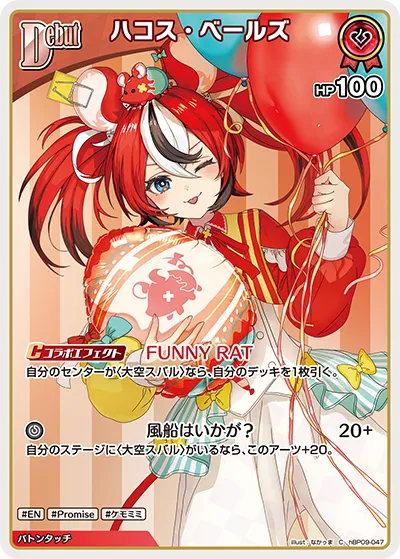 Debut
ハコス・ベールズ
HP100
Cコラボエフェクト FUNNY RAT
自分のセンターが〈大空スバル〉なら、自分のデッキを1枚引く。
風船はいかが？ 20+
自分のステージに〈大空スバル〉がいるなら、このアーツ+20。
#EN #Promise #ケモミミ
バトンタッチ
illust：なかゥま C hBP09-047